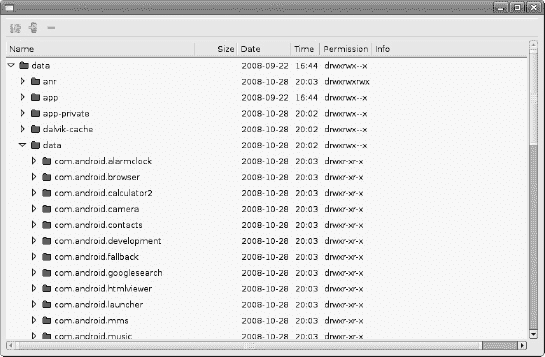 Name Size Date Time Permission Info
data 2008-09-22 16:44 drwxrwx--x
anr 2008-10-28 20:03 drwxrwxrwx
app 2008-09-22 16:44 drwxrwx--x
app-private 2008-10-28 20:02 drwxrwx--x
dalvik-cache 2008-10-28 20:02 drwxrwx--x
data 2008-10-28 20:02 drwxrwx--x
com.android.alarmclock 2008-10-28 20:03 drwxr-xr-x
com.android.browser 2008-10-28 20:03 drwxr-xr-x
com.android.calculator2 2008-10-28 20:03 drwxr-xr-x
com.android.camera 2008-10-28 20:03 drwxr-xr-x
com.android.contacts 2008-10-28 20:03 drwxr-xr-x
com.android.development 2008-10-28 20:03 drwxr-xr-x
com.android.fallback 2008-10-28 20:03 drwxr-xr-x
com.android.googlesearch 2008-10-28 20:03 drwxr-xr-x
com.android.htmlviewer 2008-10-28 20:03 drwxr-xr-x
com.android.launcher 2008-10-28 20:03 drwxr-xr-x
com.android.mms 2008-10-28 20:03 drwxr-xr-x
com.android.music 2008-10-28 20:03 drwxr-xr-x